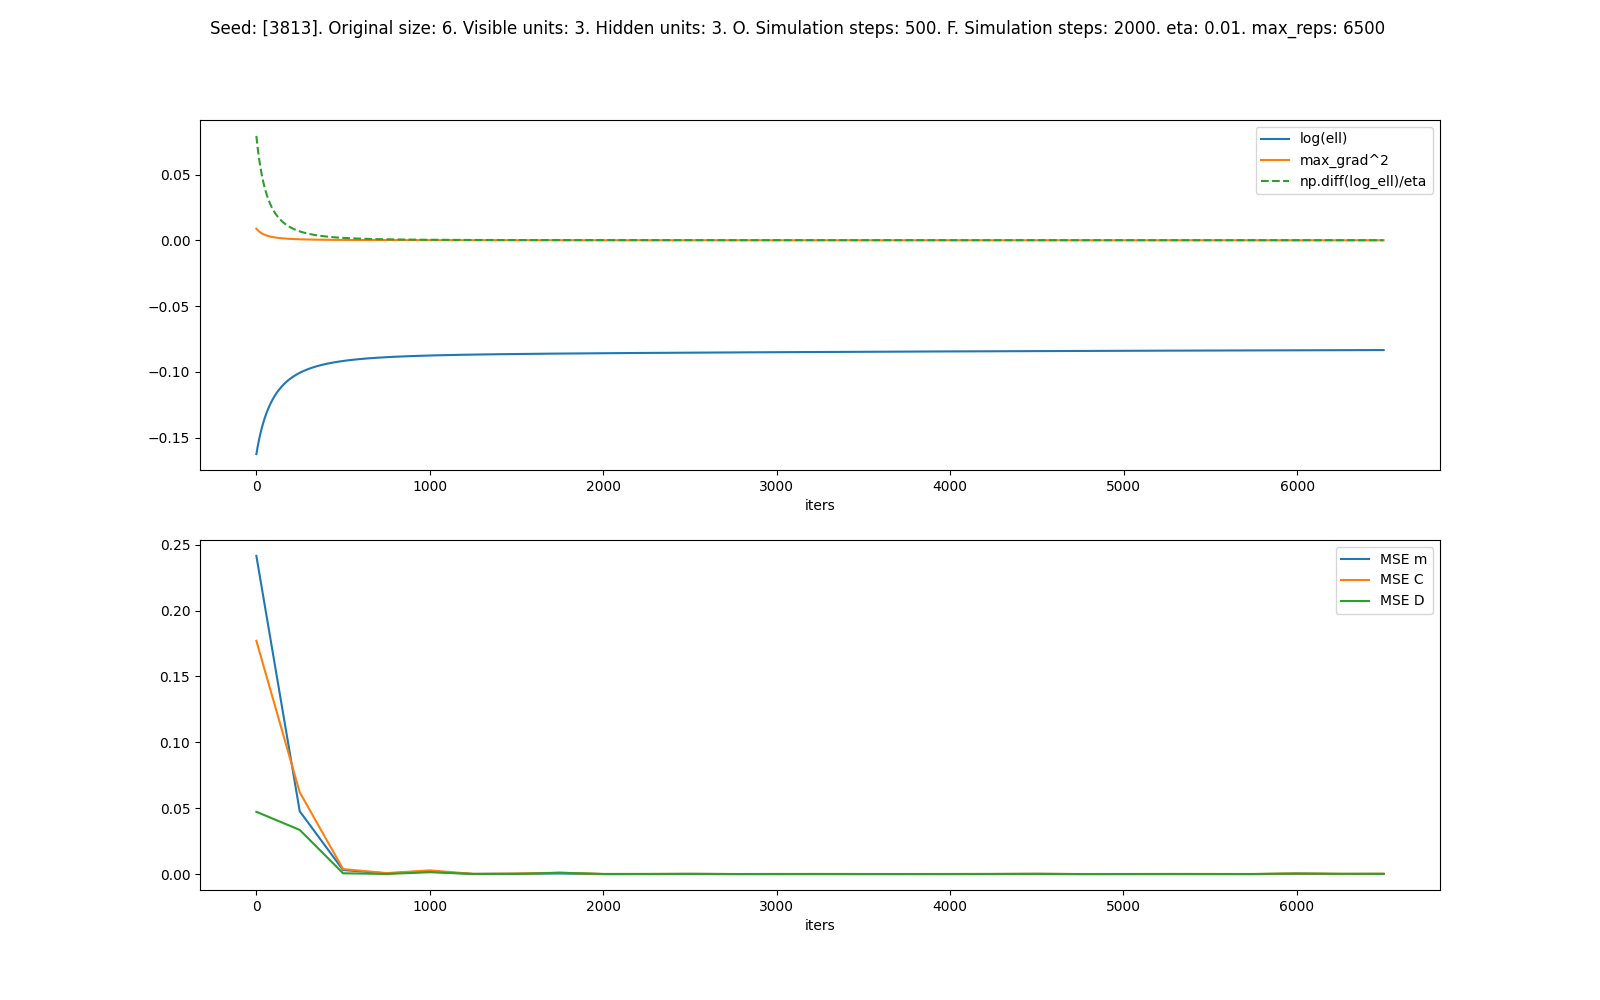 Seed: [3813]. Original size: 6. Visible units: 3. Hidden units: 3. O. Simulation steps: 500. F. Simulation steps: 2000. eta: 0.01. max_reps: 6500
log(ell)
max_grad^2
np.diff(log_ell)/eta
0.05
0.00
−0.05
−0.10
−0.15
0 1000 2000 3000 4000 5000 6000
iters
MSE m
MSE C
MSE D
0.25
0.20
0.15
0.10
0.05
0.00
0 1000 2000 3000 4000 5000 6000
iters